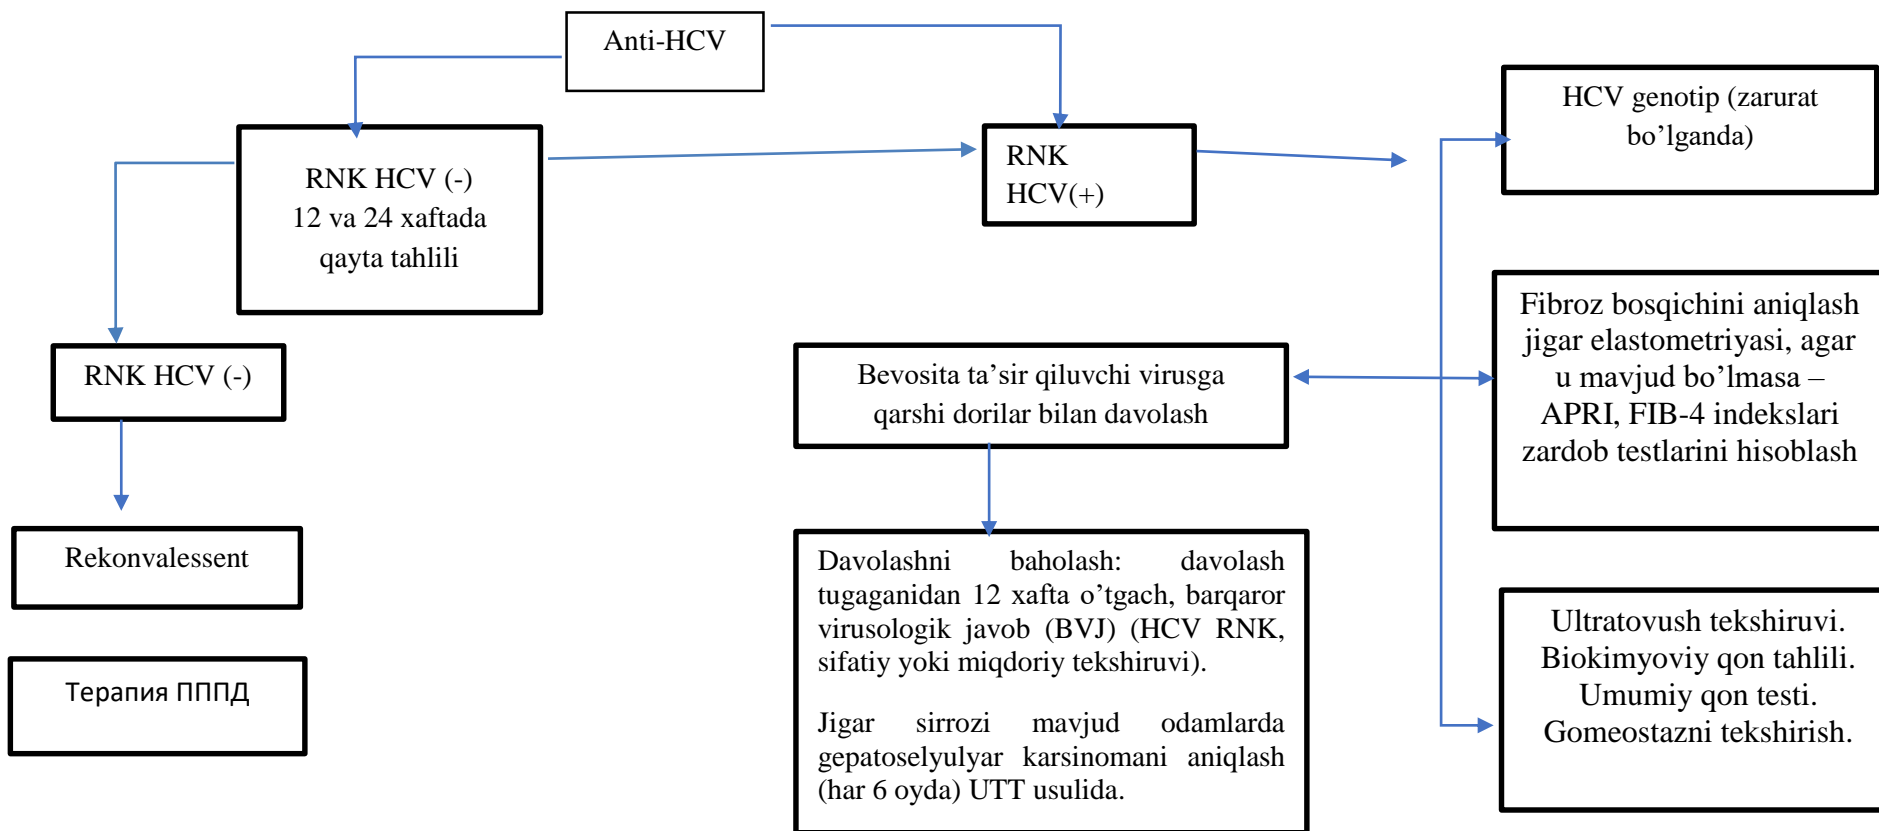 Anti-HCV
RNK HCV (-)
12 va 24 xaftada
qayta tahlili
RNK
HCV(+)
HCV genotip (zarurat
bo’lganda)
RNK HCV (-)
Rekonvalessent
Терапия ПППД
Bevosita ta’sir qiluvchi virusga
qarshi dorilar bilan davolash
Davolashni baholash: davolash
tugaganidan 12 xafta o’tgach, barqaror
virusologik javob (BVJ) (HCV RNK,
sifatiy yoki miqdoriy tekshiruvi).
Jigar sirrozi mavjud odamlarda
gepatoselyulyar karsinomani aniqlash
(har 6 oyda) UTT usulida.
Fibroz bosqichini aniqlash
jigar elastometriyasi, agar
u mavjud bo’lmasa –
APRI, FIB-4 indekslari
zardob testlarini hisoblash
Ultratovush tekshiruvi.
Biokimyoviy qon tahlili.
Umumiy qon testi.
Gomeostazni tekshirish.